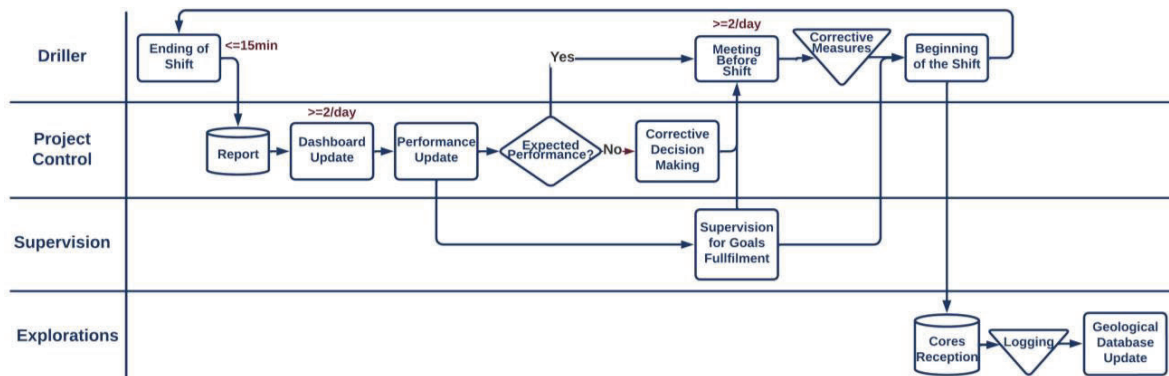 Driller
Ending of
Shift
<=15min
Yes
>=2/day
Meeting
Before
Shift
Corrective
Measures
Beginning
of the Shift
Project
Control
Report
>=2/day
Dashboard
Update
Performance
Update
Expected
Performance?
No
Corrective
Decision
Making
Supervision
Supervision
for Goals
Fullfilment
Explorations
Cores
Reception
Logging
Geological
Database
Update